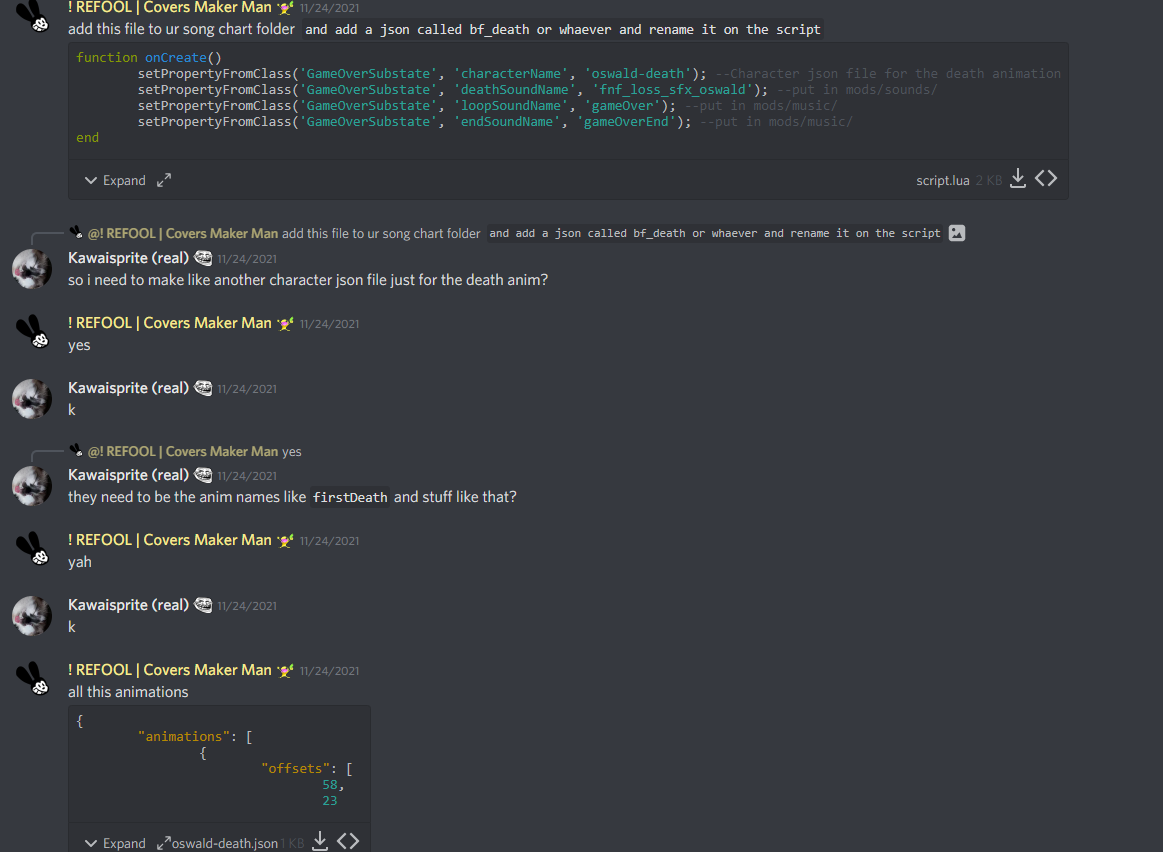 ! REFOOL | Covers Maker Man 11/24/2021
add this file to ur song chart folder and add a json called bf_death or whaever and rename it on the script
function onCreate()
setPropertyFromClass('GameOverSubstate', 'characterName', 'oswald-death'); --Character json file for the death animation
setPropertyFromClass('GameOverSubstate', 'deathSoundName', 'fnf_loss_sfx_oswald'); --put in mods/sounds/
setPropertyFromClass('GameOverSubstate', 'loopSoundName', 'gameOver'); --put in mods/music/
setPropertyFromClass('GameOverSubstate', 'endSoundName', 'gameOverEnd'); --put in mods/music/
end
Expand script.lua 2 KB
@! REFOOL | Covers Maker Man add this file to ur song chart folder and add a json called bf_death or whaever and rename it on the script
Kawaisprite (real) 11/24/2021
so i need to make like another character json file just for the death anim?
! REFOOL | Covers Maker Man 11/24/2021
yes
Kawaisprite (real) 11/24/2021
k
@! REFOOL | Covers Maker Man yes
Kawaisprite (real) 11/24/2021
they need to be the anim names like firstDeath and stuff like that?
! REFOOL | Covers Maker Man 11/24/2021
yah
Kawaisprite (real) 11/24/2021
k
! REFOOL | Covers Maker Man 11/24/2021
all this animations
{
"animations": [
{
"offsets": [
58,
23
Expand oswald-death.json 1 KB